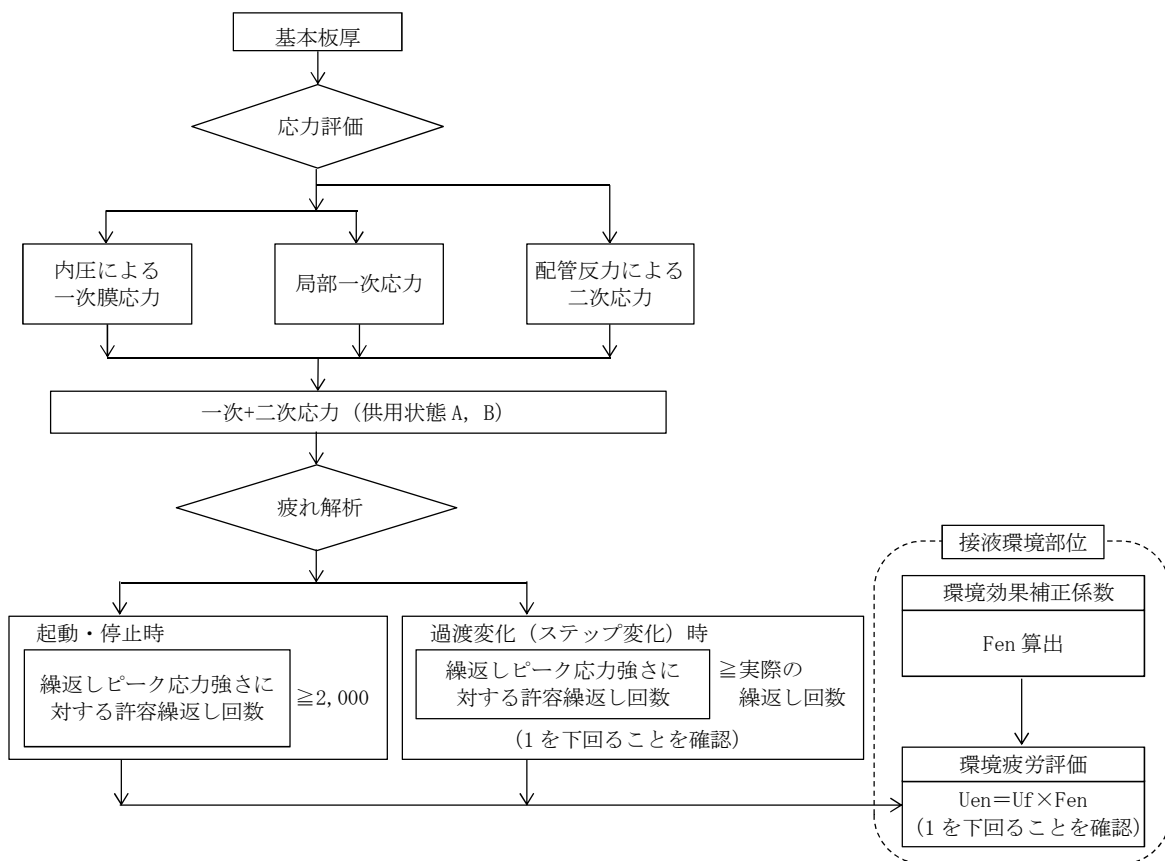 基本板厚
応力評価
内圧による
一次膜応力
局部一次応力
配管反力による
二次応力
一次+二次応力（供用状態 A, B）
疲れ解析
起動・停止時
繰返しピーク応力強さに
対する許容繰返し回数
≧2,000
過渡変化（ステップ変化）時
繰返しピーク応力強さに
対する許容繰返し回数
≧実際の
繰返し回数
（1 を下回ることを確認）
接液環境部位
環境効果補正係数
Fen 算出
環境疲労評価
Uen＝Uf×Fen
（1 を下回ることを確認）